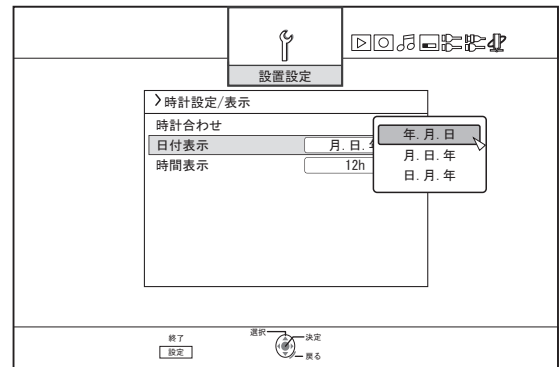 設置設定
時計設定/表示
時計合わせ
日付表示
月.日.
時間表示
12h
年.月.日
月.日.年
日.月.年
終了
設定
選択
決定
戻る